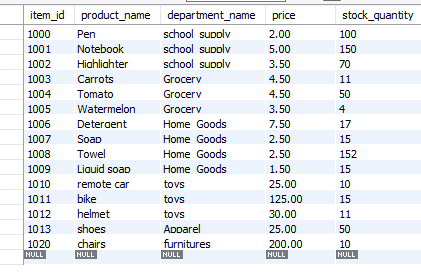 item_id product_name department_name price stock_quantity
1000 Pen school supply 2.00 100
1001 Notebook school supply 5.00 150
1002 Highlighter school supply 3.50 70
1003 Carrots Grocery 4.50 11
1004 Tomato Grocery 4.50 50
1005 Watermelon Grocery 3.50 4
1006 Detergent Home Goods 7.50 17
1007 Soap Home Goods 2.50 15
1008 Towel Home Goods 2.50 152
1009 Liquid soap Home Goods 1.50 15
1010 remote car toys 25.00 10
1011 bike toys 125.00 15
1012 helmet toys 30.00 11
1013 shoes Apparel 25.00 50
1020 chairs furnitures 200.00 10
NULL NULL NULL NULL NULL